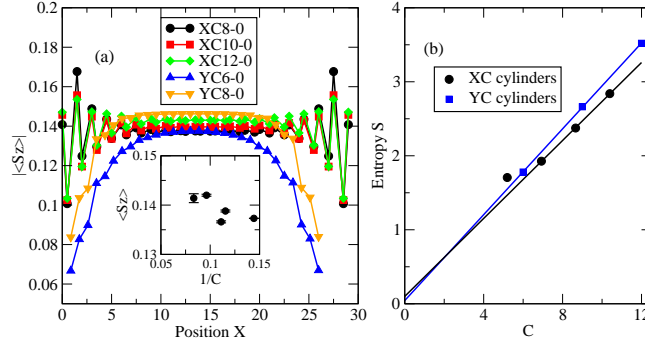 (a)
XC8-0
XC10-0
XC12-0
YC6-0
YC8-0
|<Sz>|
0.2
0.18
0.16
0.14
0.12
0.1
0.08
0.06
0 5 10 15 20 25 30
Position X
<Sz>
0.15
0.14
0.13
0.05 0.1 0.15
1/C
(b)
XC cylinders
YC cylinders
Entropy S
4
3
2
1
0
0 4 8 12
C